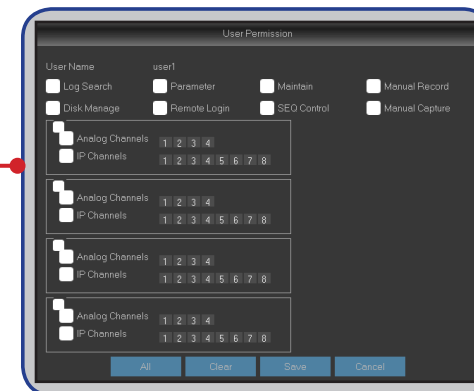 User Permission
User Name user1
Log Search Parameter Maintain Manual Record
Disk Manage Remote Login SEQ Control Manual Capture
Analog Channels 1 2 3 4
IP Channels 1 2 3 4 5 6 7 8
Analog Channels 1 2 3 4
IP Channels 1 2 3 4 5 6 7 8
Analog Channels 1 2 3 4
IP Channels 1 2 3 4 5 6 7 8
Analog Channels 1 2 3 4
IP Channels 1 2 3 4 5 6 7 8
All Clear Save Cancel